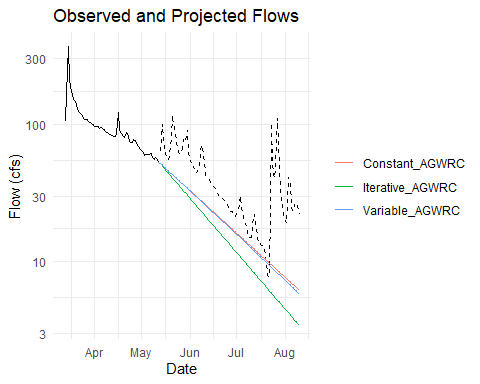 Observed and Projected Flows
Flow (cfs)
300
100
30
10
3
Apr
May
Jun
Jul
Aug
Date
Constant_AGWRC
Iterative_AGWRC
Variable_AGWRC